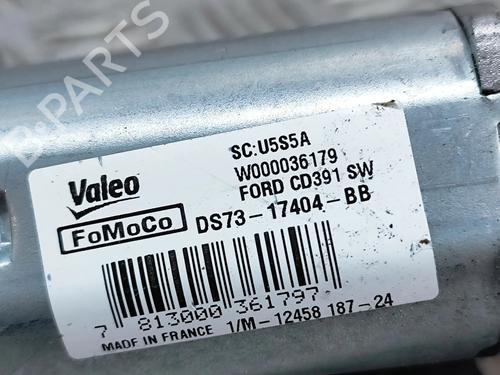 B-Parts
SC:U5S5A
Valeo
W000036179
FORD CD391 SW
FoMoCo
DS73-17404-BB
7 813000 361797
MADE IN FRANCE 1/M-12458 187-24